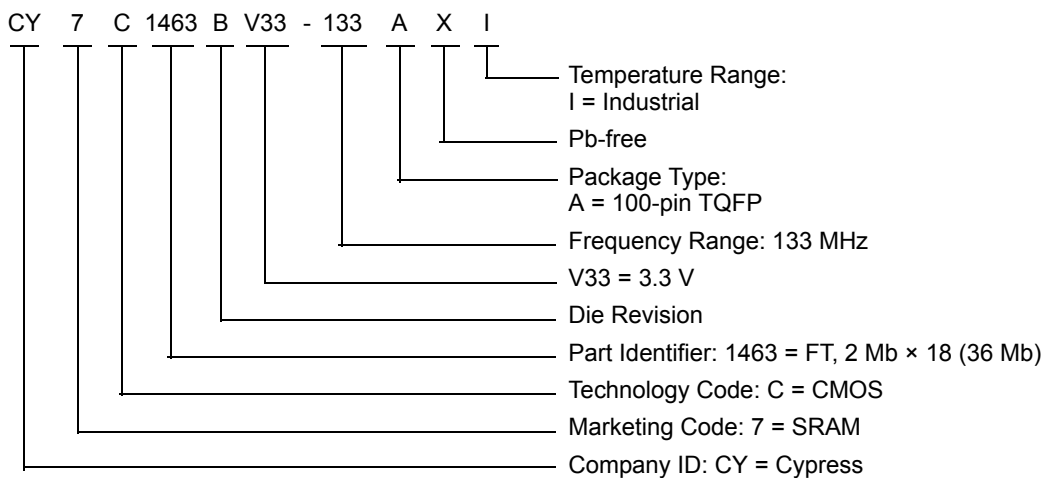 CY 7 C 1463 B V33 - 133 A X I
Temperature Range:
I = Industrial
Pb-free
Package Type:
A = 100-pin TQFP
Frequency Range: 133 MHz
V33 = 3.3 V
Die Revision
Part Identifier: 1463 = FT, 2 Mb × 18 (36 Mb)
Technology Code: C = CMOS
Marketing Code: 7 = SRAM
Company ID: CY = Cypress